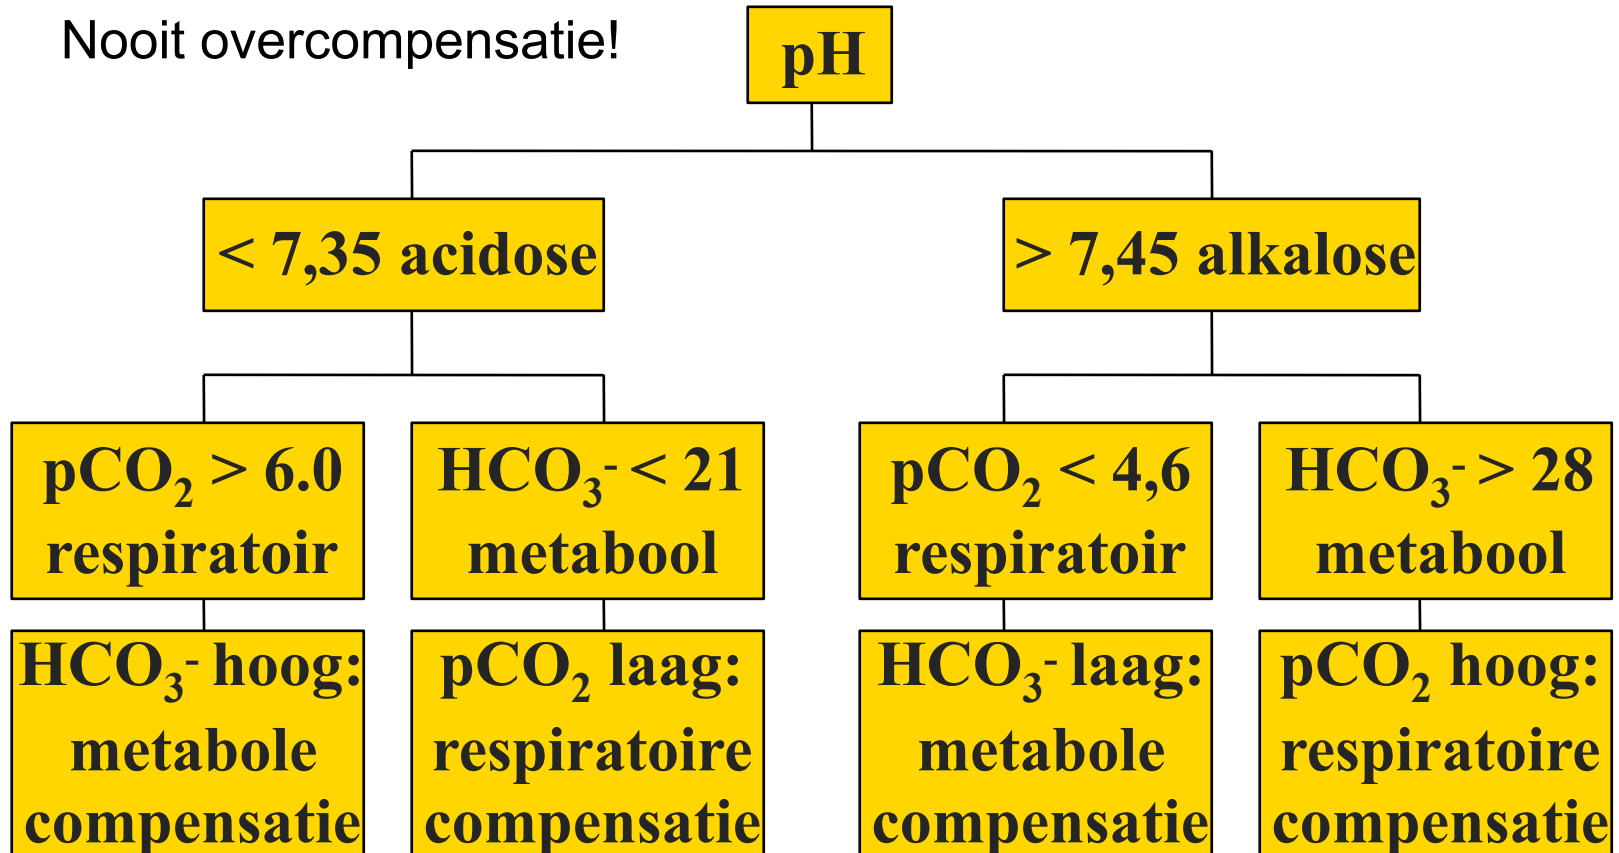 Nooit overcompensatie!
pH
< 7,35 acidose
> 7,45 alkalose
pCO₂ > 6.0
respiratoir
HCO₃⁻ < 21
metabool
pCO₂ < 4,6
respiratoir
HCO₃⁻ > 28
metabool
HCO₃⁻ hoog:
metabole
compensatie
pCO₂ laag:
respiratoire
compensatie
HCO₃⁻ laag:
metabole
compensatie
pCO₂ hoog:
respiratoire
compensatie